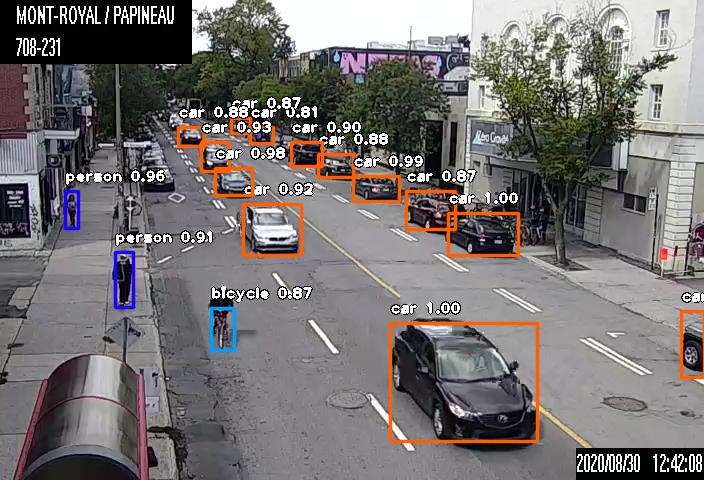 MONT-ROYAL / PAPINEAU
708-231
car 0.87
car 0.88
car 0.81
car 0.93
car 0.90
car 0.88
car 0.98
car 0.99
person 0.96
car 0.92
car 0.87
car 1.00
person 0.91
bicycle 0.87
car 1.00
2020/08/30 12:42:08